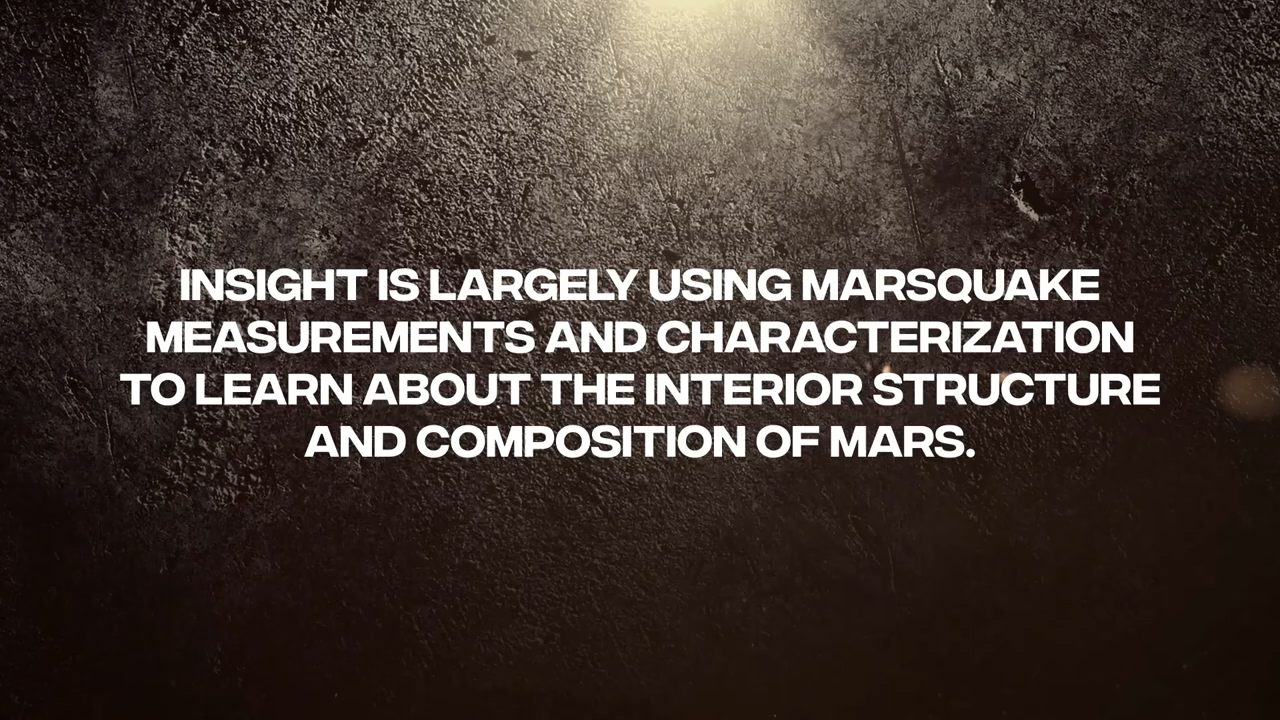 INSIGHT IS LARGELY USING MARSQUAKE
MEASUREMENTS AND CHARACTERIZATION
TO LEARN ABOUT THE INTERIOR STRUCTURE
AND COMPOSITION OF MARS.